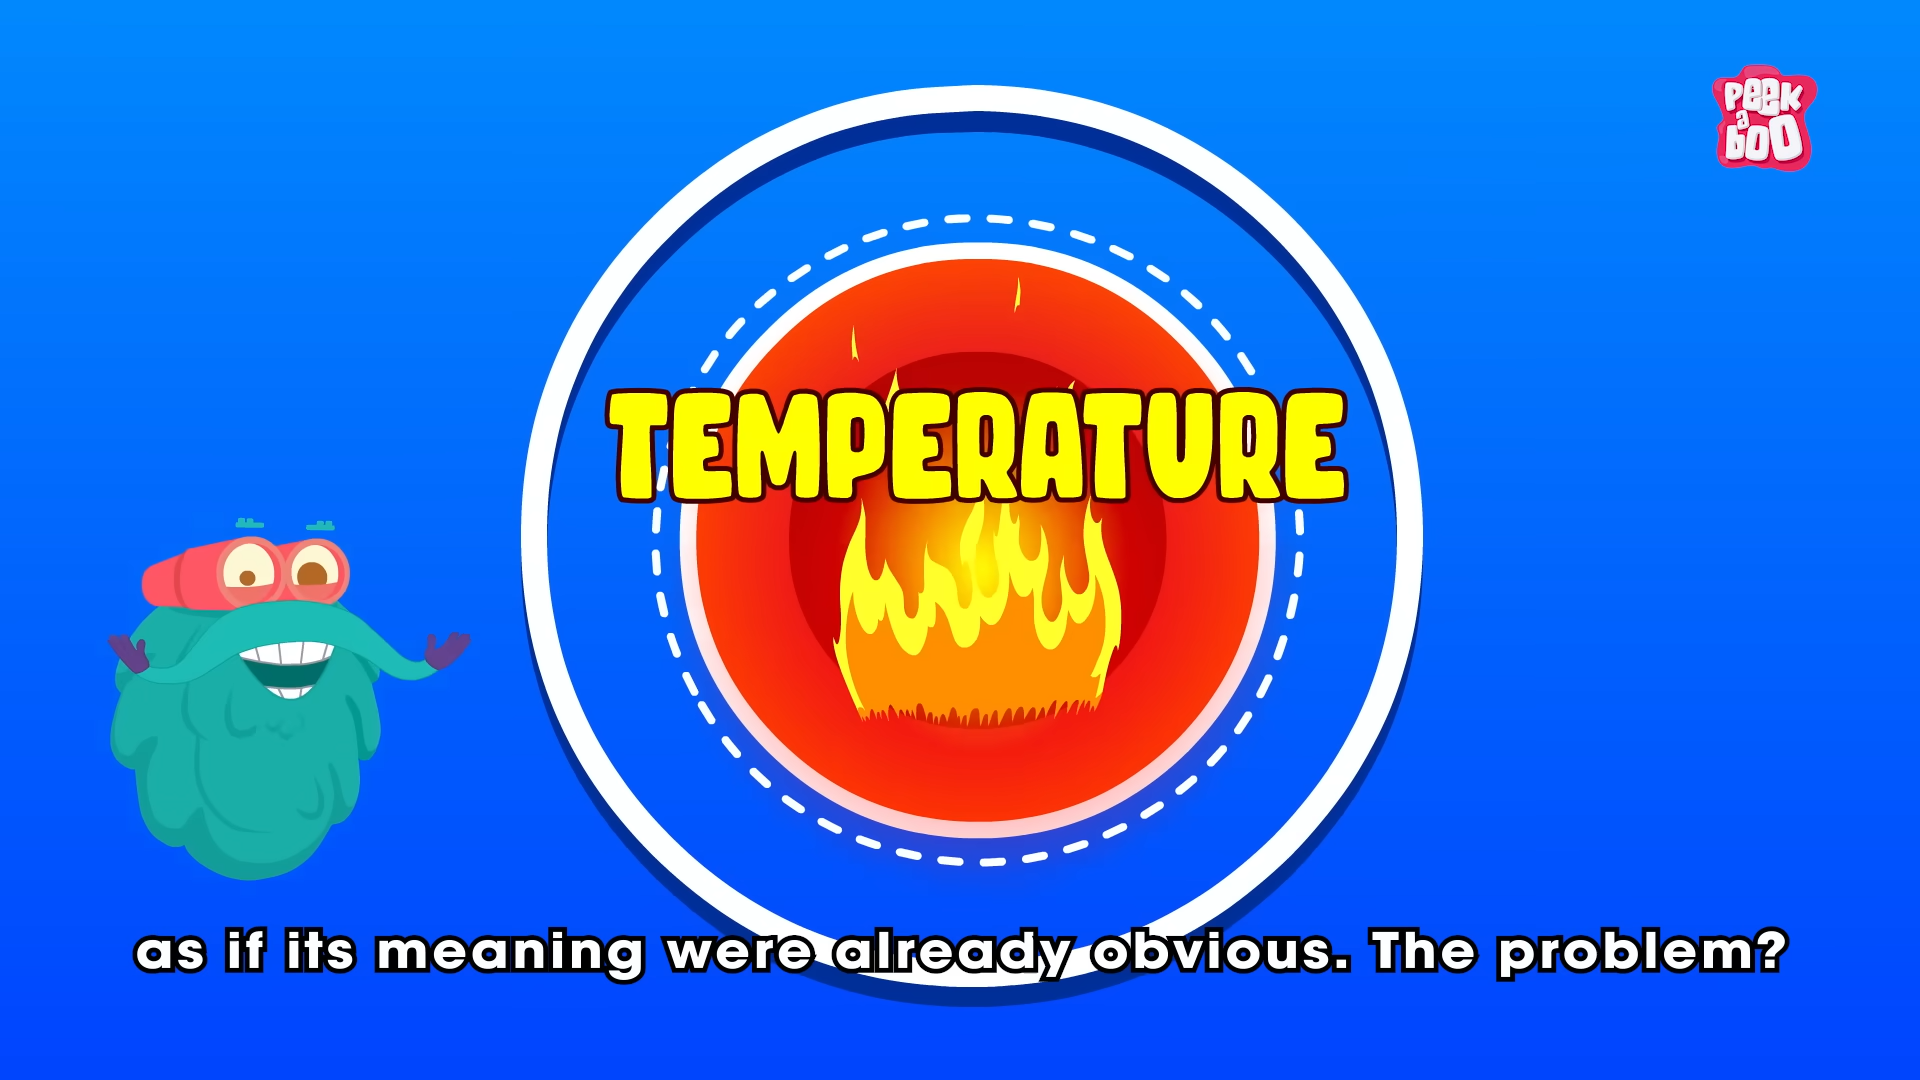 peek
a
boo
TEMPERATURE
as if its meaning were already obvious. The problem?